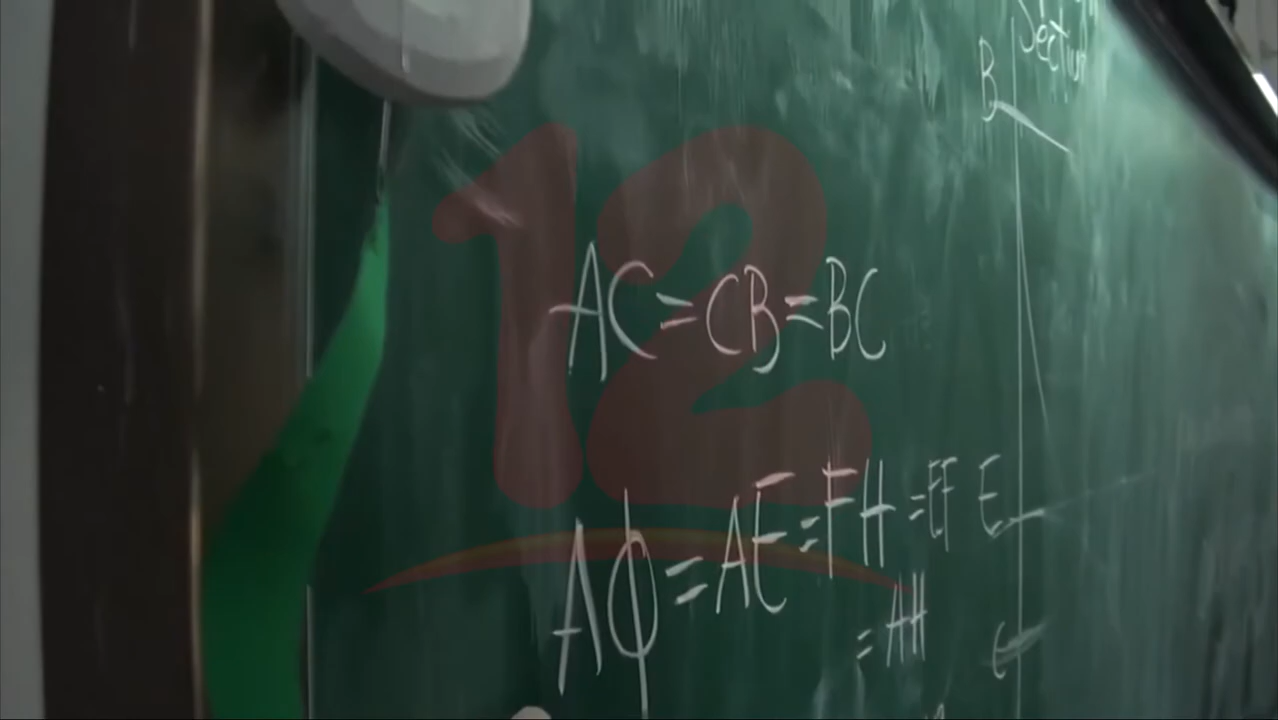 Section
B
12
AC=CB=BC
AΦ=AE=FH=EF E
=AH